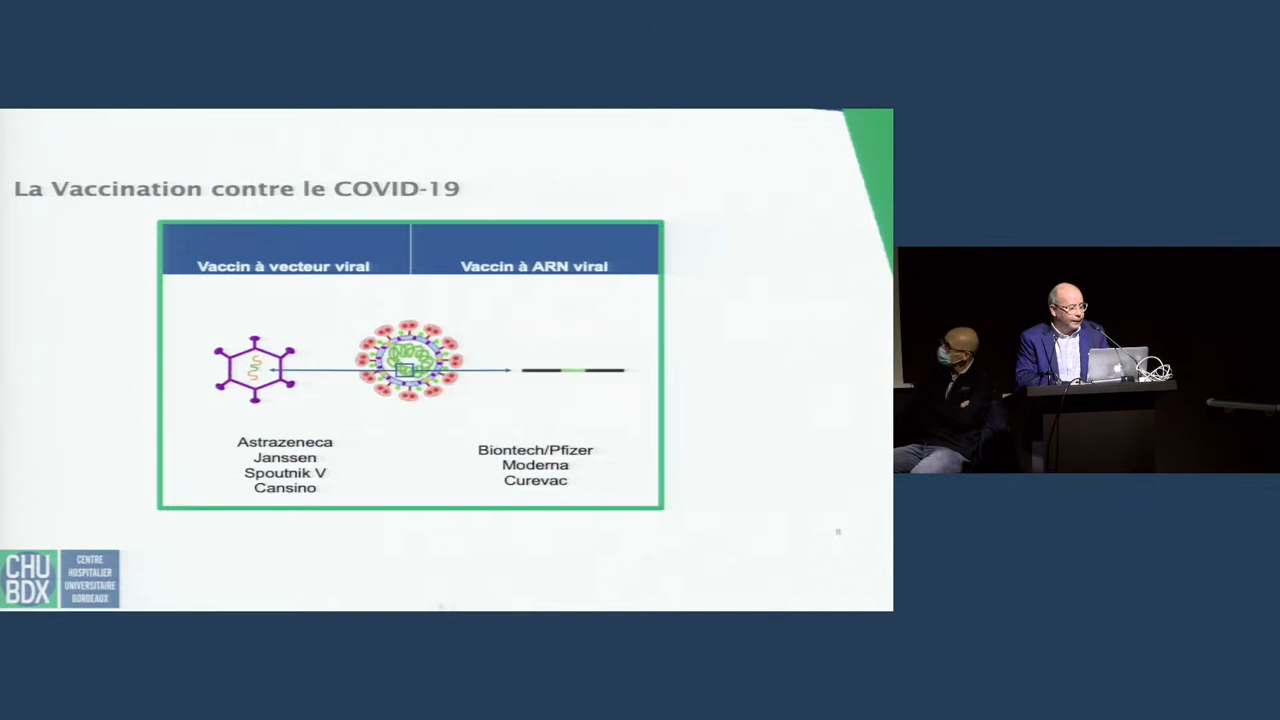 La Vaccination contre le COVID-19
Vaccin à vecteur viral
Vaccin à ARN viral
Astrazeneca
Janssen
Spoutnik V
Cansino
Biontech/Pfizer
Moderna
Curevac
8
CHU
BDX
CENTRE
HOSPITALIER
UNIVERSITAIRE
BORDEAUX